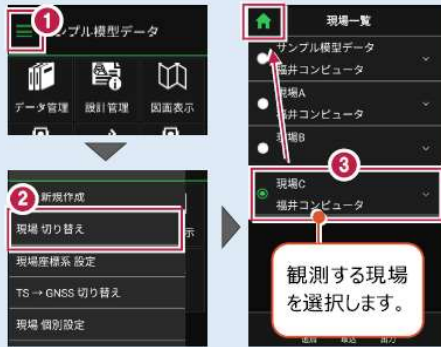 1
サンプル模型データ
データ管理
設計管理
図面表示
2
新規作成
現場 切り替え
現場座標系 設定
TS → GNSS 切り替え
現場 個別設定
現場一覧
サンプル模型データ
福井コンピュータ
現場A
福井コンピュータ
現場B
3
現場C
福井コンピュータ
観測する現場
を選択します。